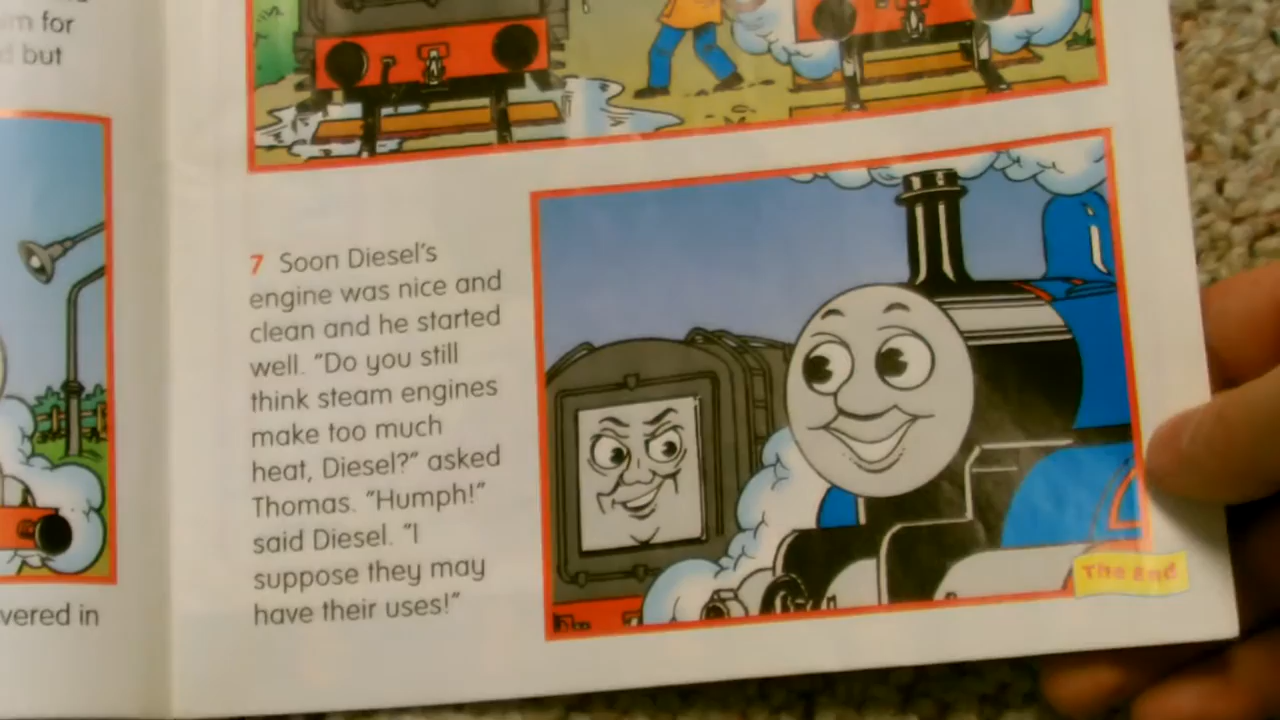 m for
but
vered in
7 Soon Diesel's
engine was nice and
clean and he started
well. "Do you still
think steam engines
make too much
heat, Diesel?" asked
Thomas. "Humph!"
said Diesel. "I
suppose they may
have their uses!"
The End